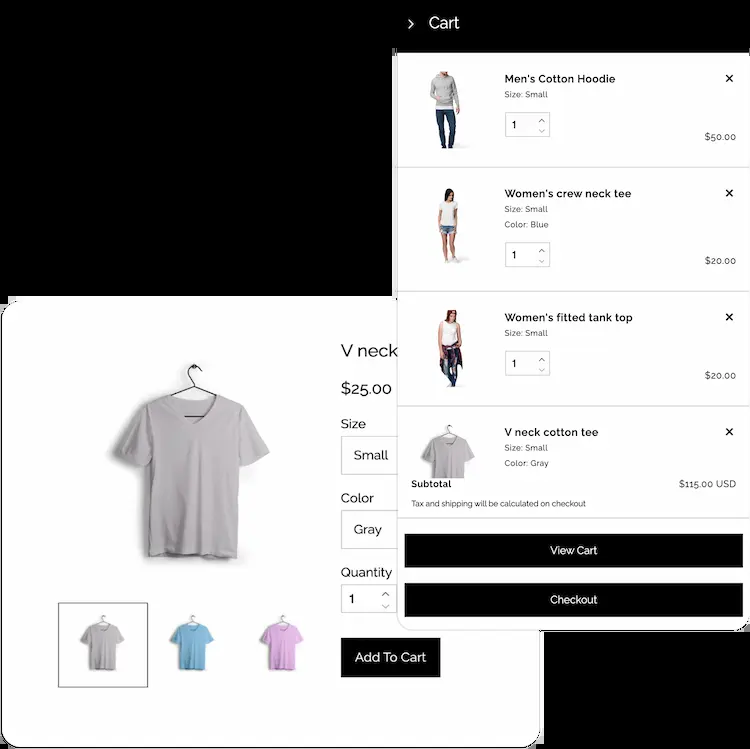 Cart
Men's Cotton Hoodie
Size: Small
1
$50.00
Women's crew neck tee
Size: Small
Color: Blue
1
$20.00
Women's fitted tank top
Size: Small
1
$20.00
V neck cotton tee
Size: Small
Color: Gray
Subtotal
$115.00 USD
Tax and shipping will be calculated on checkout
View Cart
Checkout
V neck
$25.00
Size
Small
Color
Gray
Quantity
1
Add To Cart